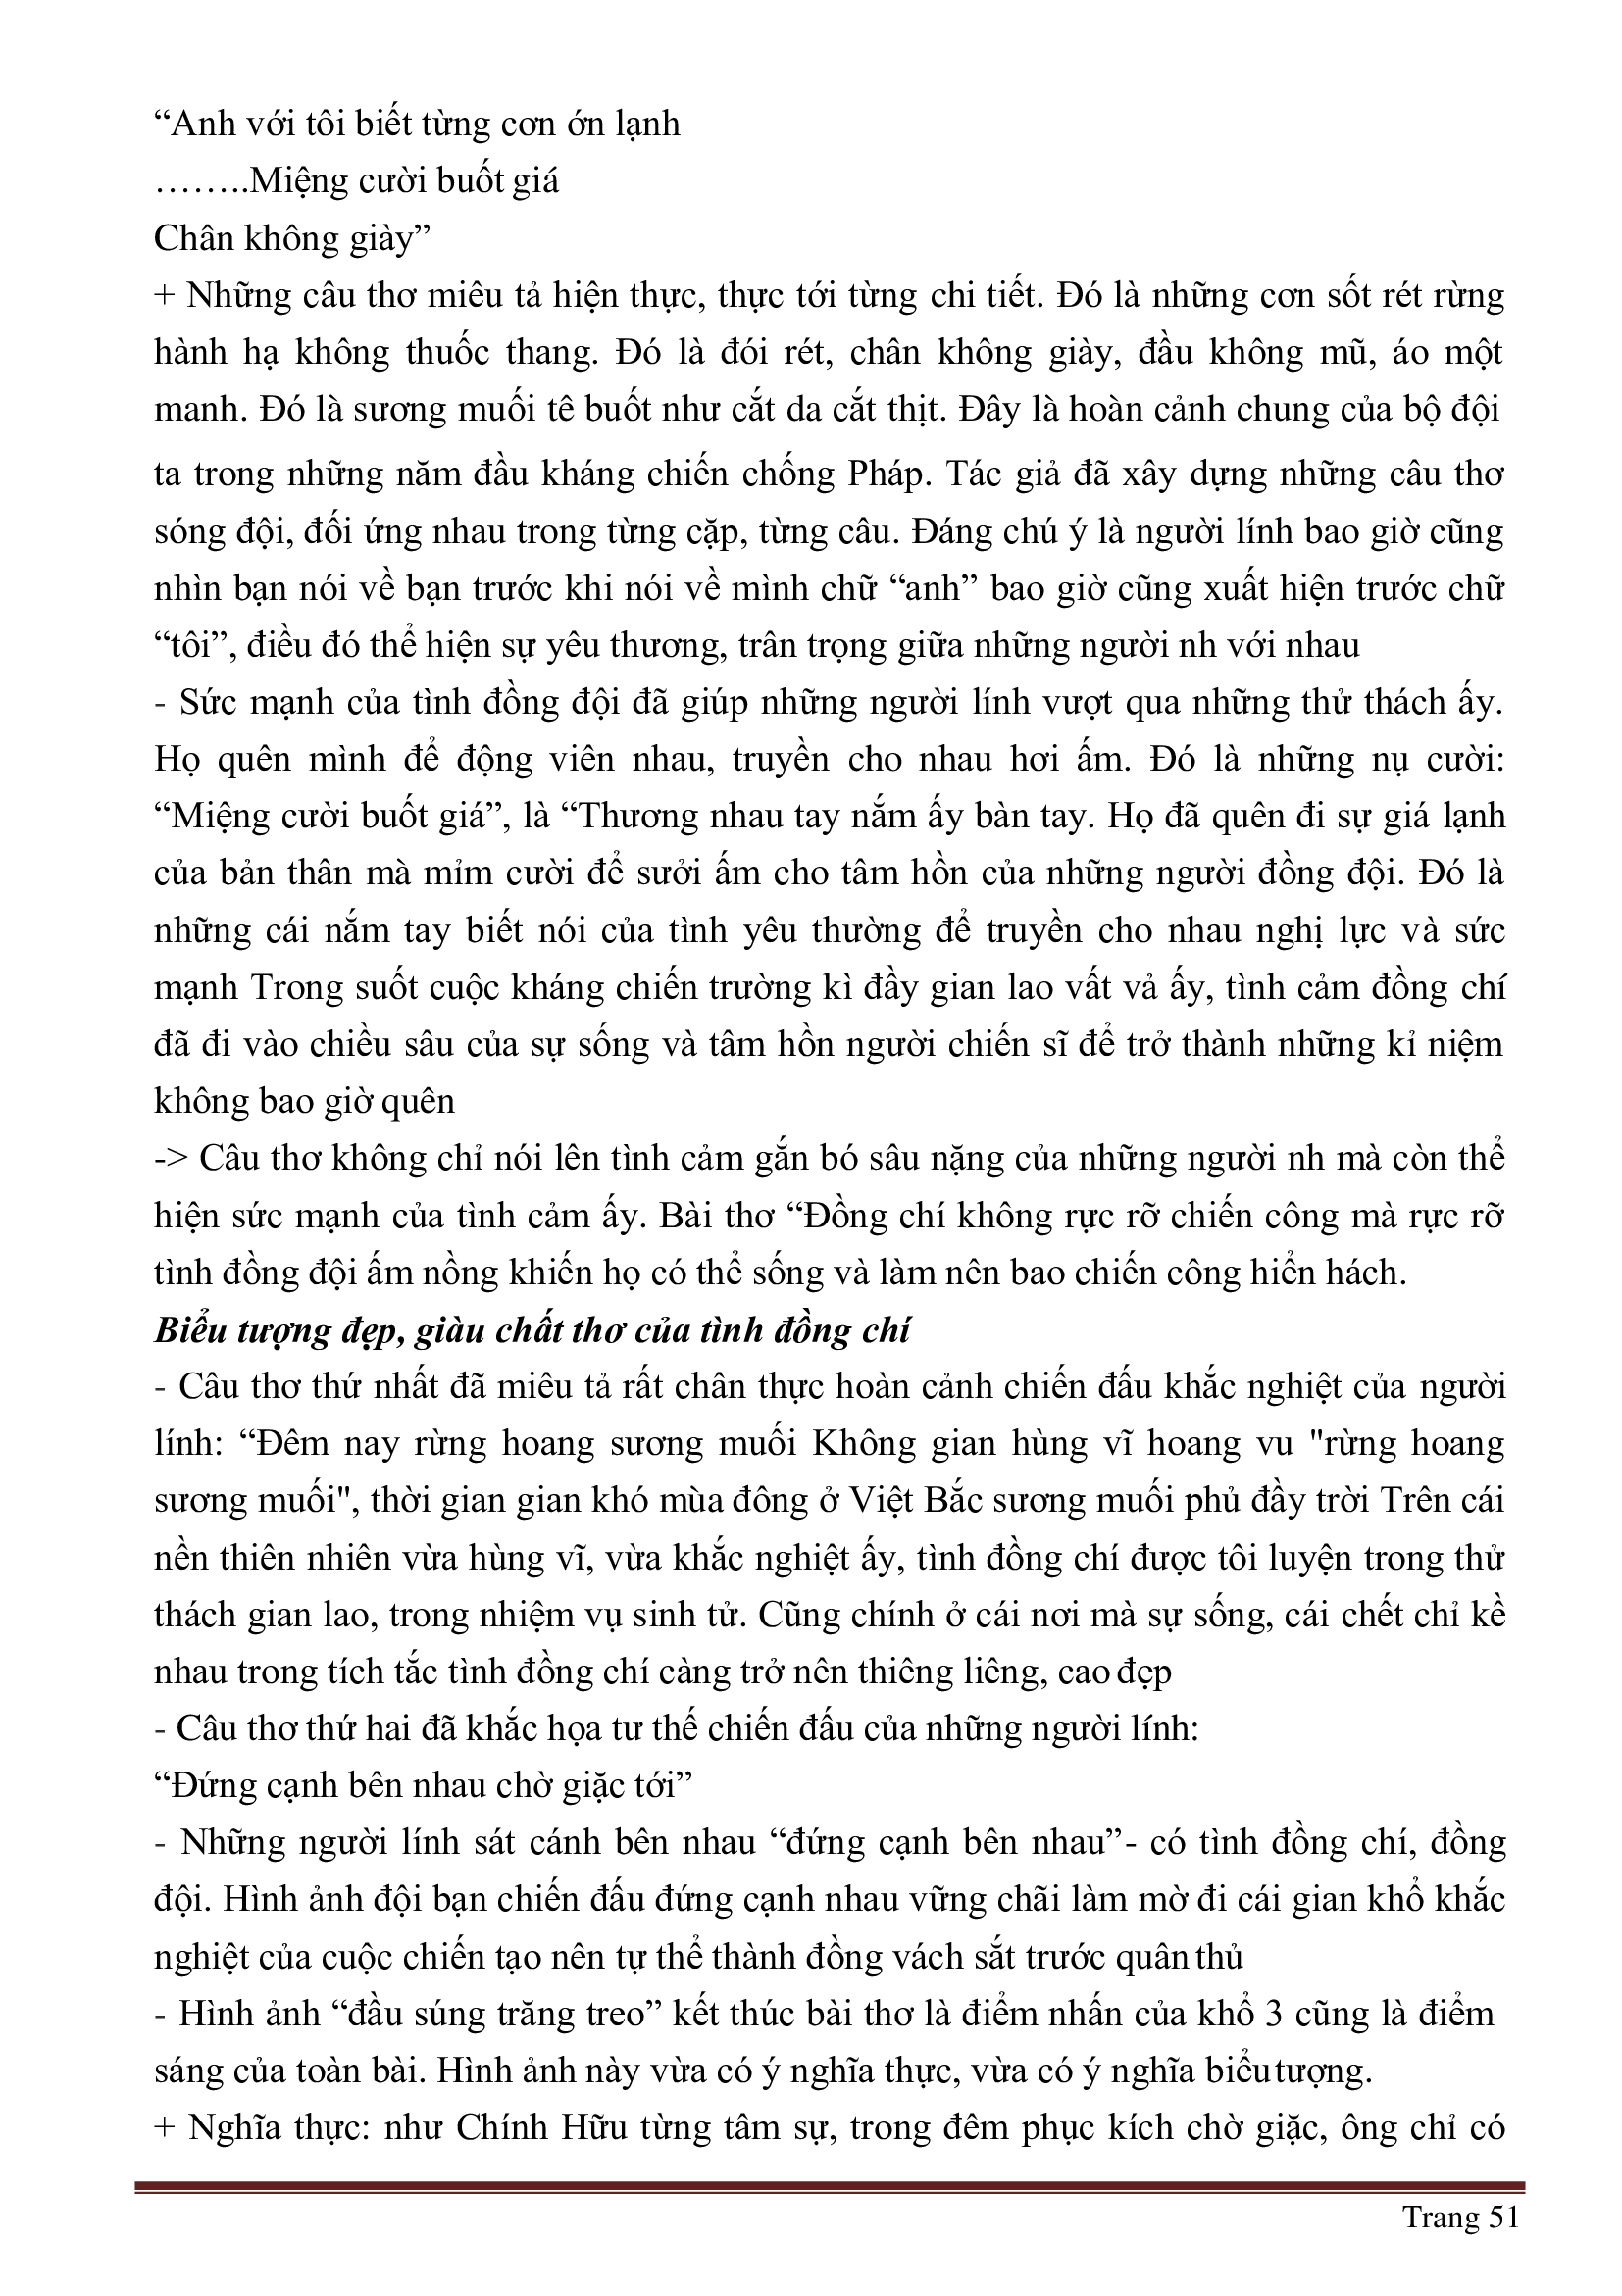 “Anh với tôi biết từng cơn ớn lạnh
……..Miệng cười buốt giá
Chân không giày”
+ Những câu thơ miêu tả hiện thực, thực tới từng chi tiết. Đó là những cơn sốt rét rừng
hành hạ không thuốc thang. Đó là đói rét, chân không giày, đầu không mũ, áo một
manh. Đó là sương muối tê buốt như cắt da cắt thịt. Đây là hoàn cảnh chung của bộ đội
ta trong những năm đầu kháng chiến chống Pháp. Tác giả đã xây dựng những câu thơ
sóng đội, đối ứng nhau trong từng cặp, từng câu. Đáng chú ý là người lính bao giờ cũng
nhìn bạn nói về bạn trước khi nói về mình chữ “anh” bao giờ cũng xuất hiện trước chữ
“tôi”, điều đó thể hiện sự yêu thương, trân trọng giữa những người nh với nhau
- Sức mạnh của tình đồng đội đã giúp những người lính vượt qua những thử thách ấy.
Họ quên mình để động viên nhau, truyền cho nhau hơi ấm. Đó là những nụ cười:
“Miệng cười buốt giá”, là “Thương nhau tay nắm ấy bàn tay. Họ đã quên đi sự giá lạnh
của bản thân mà mỉm cười để sưởi ấm cho tâm hồn của những người đồng đội. Đó là
những cái nắm tay biết nói của tình yêu thường để truyền cho nhau nghị lực và sức
mạnh Trong suốt cuộc kháng chiến trường kì đầy gian lao vất vả ấy, tình cảm đồng chí
đã đi vào chiều sâu của sự sống và tâm hồn người chiến sĩ để trở thành những kỉ niệm
không bao giờ quên
-> Câu thơ không chỉ nói lên tình cảm gắn bó sâu nặng của những người nh mà còn thể
hiện sức mạnh của tình cảm ấy. Bài thơ “Đồng chí không rực rỡ chiến công mà rực rỡ
tình đồng đội ấm nồng khiến họ có thể sống và làm nên bao chiến công hiển hách.
Biểu tượng đẹp, giàu chất thơ của tình đồng chí
- Câu thơ thứ nhất đã miêu tả rất chân thực hoàn cảnh chiến đấu khắc nghiệt của người
lính: “Đêm nay rừng hoang sương muối Không gian hùng vĩ hoang vu "rừng hoang
sương muối", thời gian gian khó mùa đông ở Việt Bắc sương muối phủ đầy trời Trên cái
nền thiên nhiên vừa hùng vĩ, vừa khắc nghiệt ấy, tình đồng chí được tôi luyện trong thử
thách gian lao, trong nhiệm vụ sinh tử. Cũng chính ở cái nơi mà sự sống, cái chết chỉ kề
nhau trong tích tắc tình đồng chí càng trở nên thiêng liêng, cao đẹp
- Câu thơ thứ hai đã khắc họa tư thế chiến đấu của những người lính:
“Đứng cạnh bên nhau chờ giặc tới”
- Những người lính sát cánh bên nhau “đứng cạnh bên nhau”- có tình đồng chí, đồng
đội. Hình ảnh đội bạn chiến đấu đứng cạnh nhau vững chãi làm mờ đi cái gian khổ khắc
nghiệt của cuộc chiến tạo nên tự thể thành đồng vách sắt trước quân thủ
- Hình ảnh “đầu súng trăng treo” kết thúc bài thơ là điểm nhấn của khổ 3 cũng là điểm
sáng của toàn bài. Hình ảnh này vừa có ý nghĩa thực, vừa có ý nghĩa biểu tượng.
+ Nghĩa thực: như Chính Hữu từng tâm sự, trong đêm phục kích chờ giặc, ông chỉ có
Trang 51